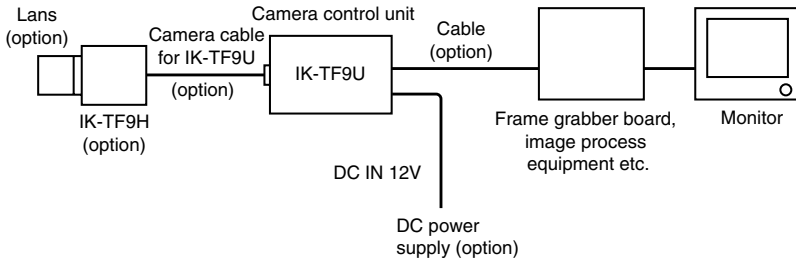 Lans
(option)
IK-TF9H
(option)
Camera cable
for IK-TF9U
(option)
Camera control unit
IK-TF9U
Cable
(option)
DC IN 12V
DC power
supply (option)
Frame grabber board,
image process
equipment etc.
Monitor